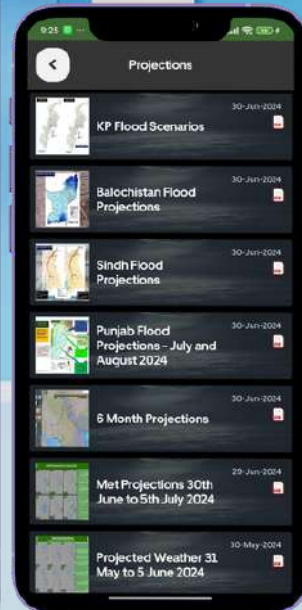 9:25
Projections
30-Jun-2024
KP Flood Scenarios
30-Jun-2024
Balochistan Flood
Projections
30-Jun-2024
Sindh Flood
Projections
30-Jun-2024
Punjab Flood
Projections - July and
August 2024
30-Jun-2024
6 Month Projections
29-Jun-2024
Met Projections 30th
June to 5th July 2024
30-May-2024
Projected Weather 31
May to 5 June 2024